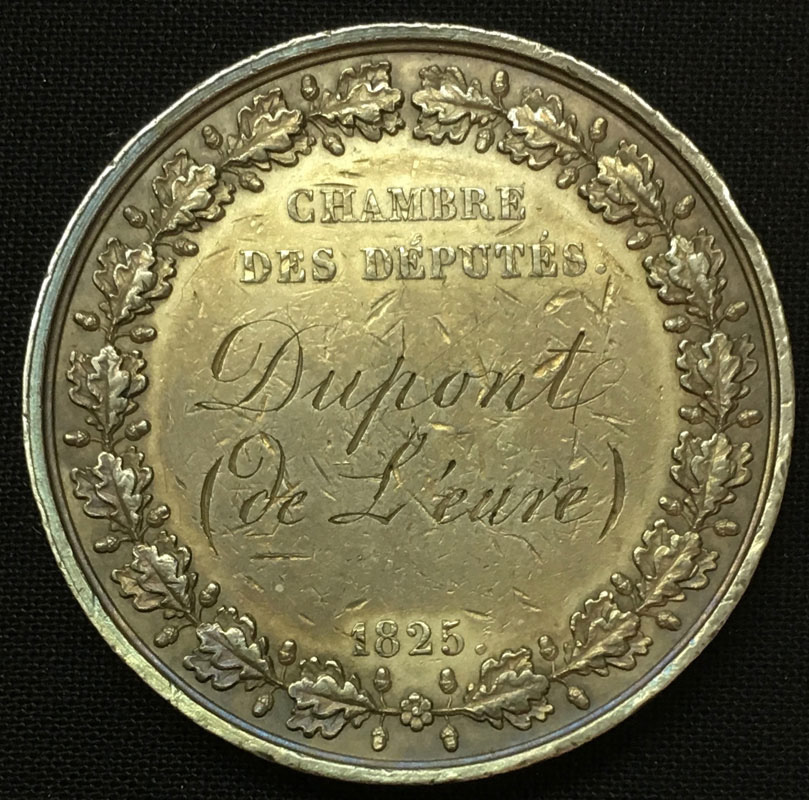 CHAMBRE
DES DÉPUTÉS.
Dupont
(de L'eure)
1825.